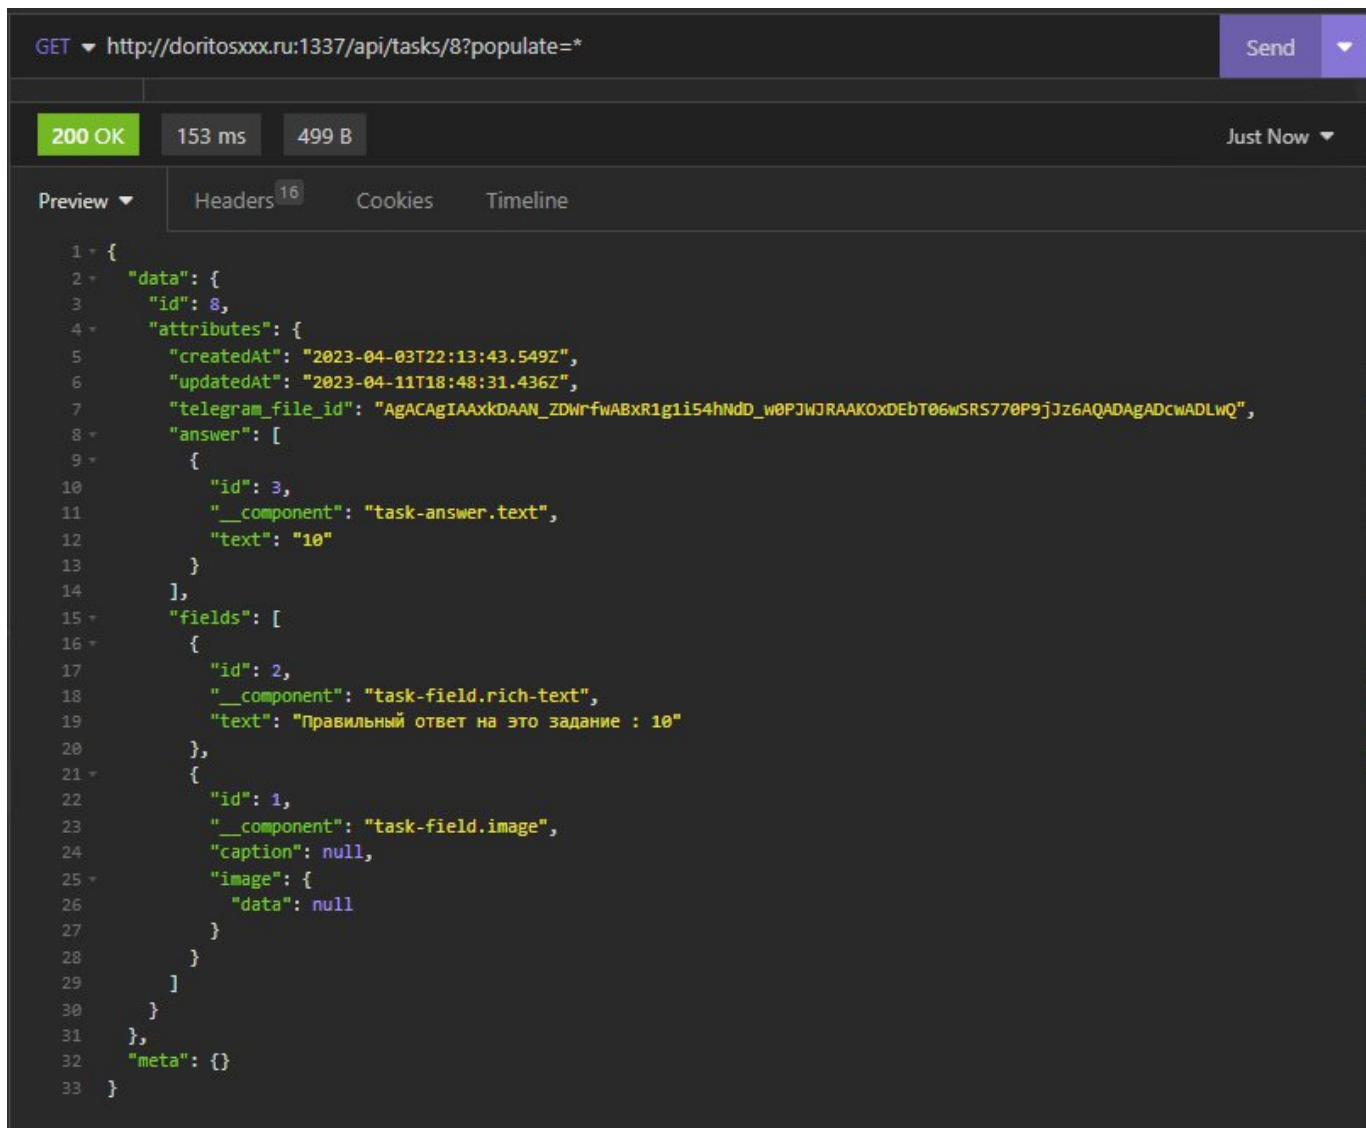 GET http://doritosxxx.ru:1337/api/tasks/8?populate=* Send
200 OK 153 ms 499 B Just Now
Preview Headers 16 Cookies Timeline
1 {
2 "data": {
3 "id": 8,
4 "attributes": {
5 "createdAt": "2023-04-03T22:13:43.549Z",
6 "updatedAt": "2023-04-11T18:48:31.436Z",
7 "telegram_file_id": "AgACAgIAAxkDAAN_ZDWrfwABxR1g1i54hNdD_w0PJWJRAAKOxDEbT06wSRS770P9jJz6AQADAgADcwADLwQ",
8 "answer": [
9 {
10 "id": 3,
11 "__component": "task-answer.text",
12 "text": "10"
13 }
14 ],
15 "fields": [
16 {
17 "id": 2,
18 "__component": "task-field.rich-text",
19 "text": "Правильный ответ на это задание : 10"
20 },
21 {
22 "id": 1,
23 "__component": "task-field.image",
24 "caption": null,
25 "image": {
26 "data": null
27 }
28 }
29 ]
30 }
31 },
32 "meta": {}
33 }